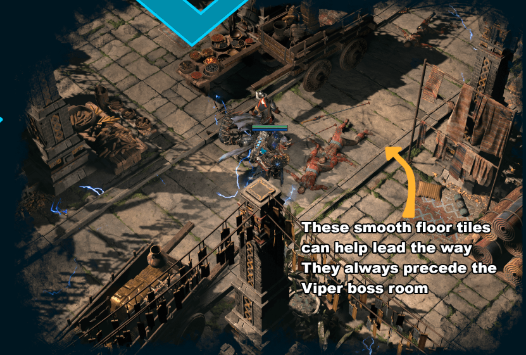 These smooth floor tiles
can help lead the way
They always precede the
Viper boss room